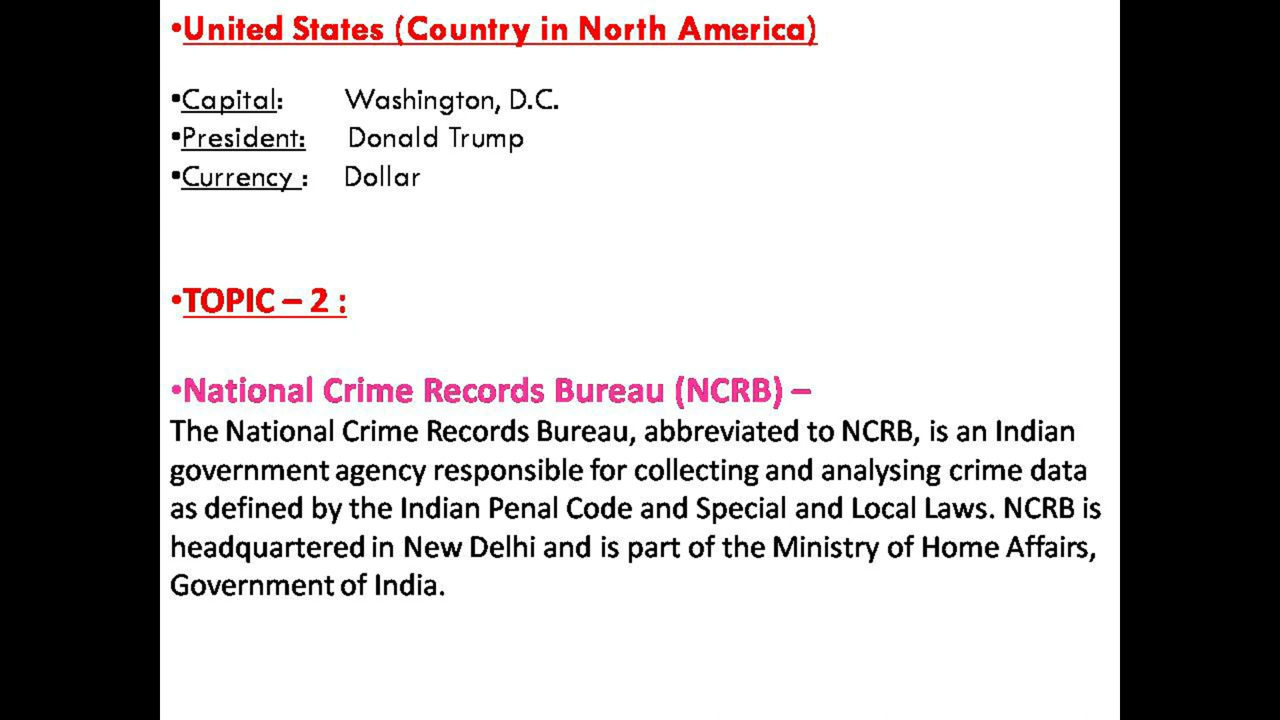 •United States (Country in North America)
•Capital: Washington, D.C.
•President: Donald Trump
•Currency : Dollar
•TOPIC – 2 :
•National Crime Records Bureau (NCRB) –
The National Crime Records Bureau, abbreviated to NCRB, is an Indian
government agency responsible for collecting and analysing crime data
as defined by the Indian Penal Code and Special and Local Laws. NCRB is
headquartered in New Delhi and is part of the Ministry of Home Affairs,
Government of India.